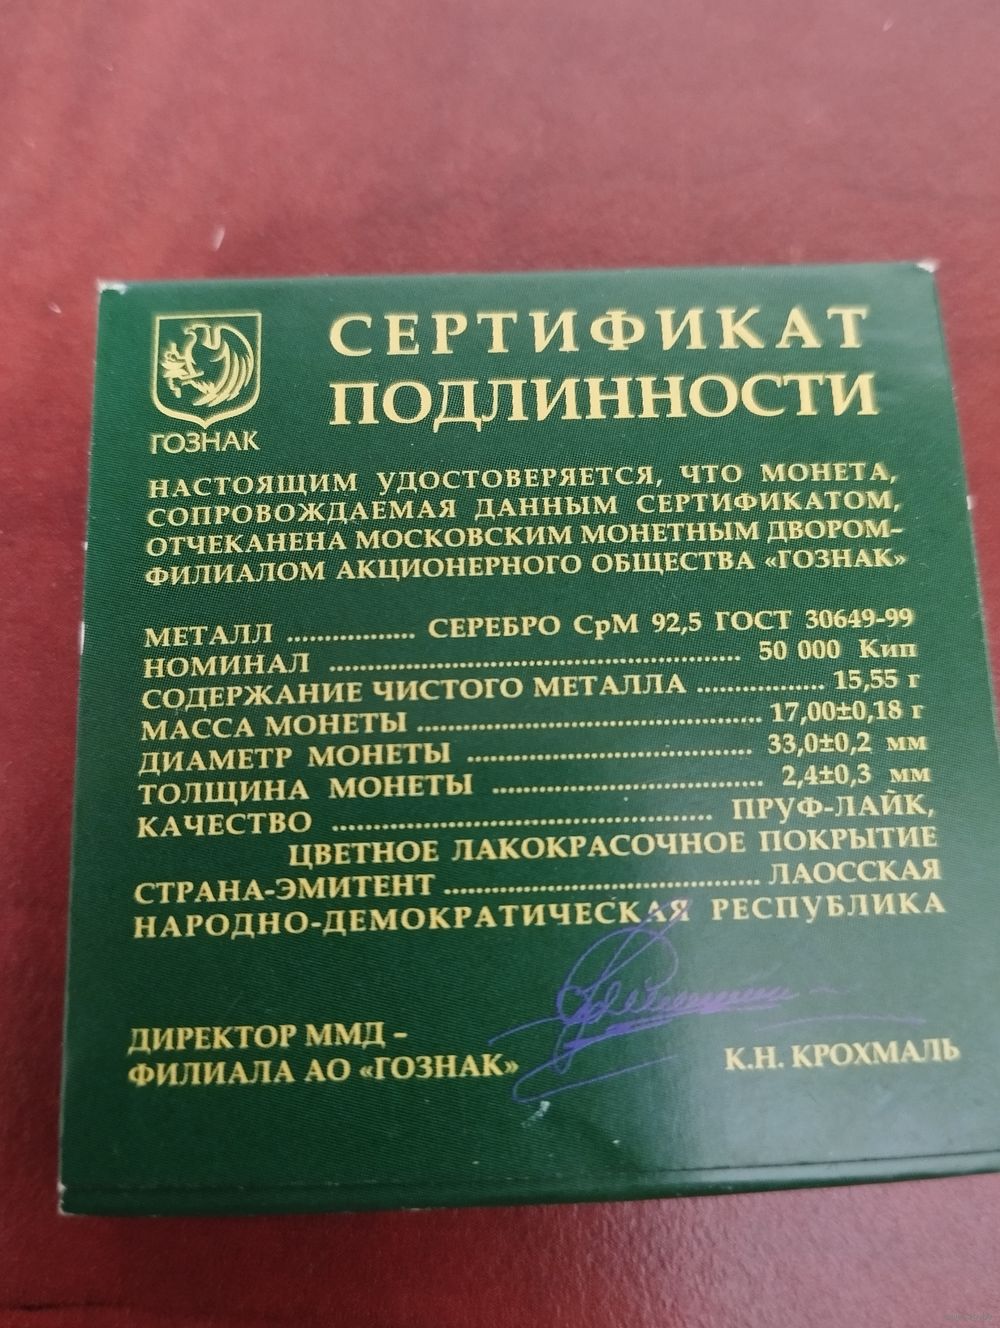 ГОЗНАК
СЕРТИФИКАТ
ПОДЛИННОСТИ
НАСТОЯЩИМ УДОСТОВЕРЯЕТСЯ, ЧТО МОНЕТА,
СОПРОВОЖДАЕМАЯ ДАННЫМ СЕРТИФИКАТОМ,
ОТЧЕКАНЕНА МОСКОВСКИМ МОНЕТНЫМ ДВОРОМ–
ФИЛИАЛОМ АКЦИОНЕРНОГО ОБЩЕСТВА «ГОЗНАК»
МЕТАЛЛ ................. СЕРЕБРО СрМ 92,5 ГОСТ 30649-99
НОМИНАЛ ...................................................... 50 000 Кип
СОДЕРЖАНИЕ ЧИСТОГО МЕТАЛЛА ................. 15,55 г
МАССА МОНЕТЫ ............................................. 17,00±0,18 г
ДИАМЕТР МОНЕТЫ ..................................... 33,0±0,2 мм
ТОЛЩИНА МОНЕТЫ ................................... 2,4±0,3 мм
КАЧЕСТВО .................................................. ПРУФ-ЛАЙК,
ЦВЕТНОЕ ЛАКОКРАСОЧНОЕ ПОКРЫТИЕ
СТРАНА-ЭМИТЕНТ ......................................... ЛАОССКАЯ
НАРОДНО-ДЕМОКРАТИЧЕСКАЯ РЕСПУБЛИКА
ДИРЕКТОР ММД –
ФИЛИАЛА АО «ГОЗНАК»
К.Н. КРОХМАЛЬ